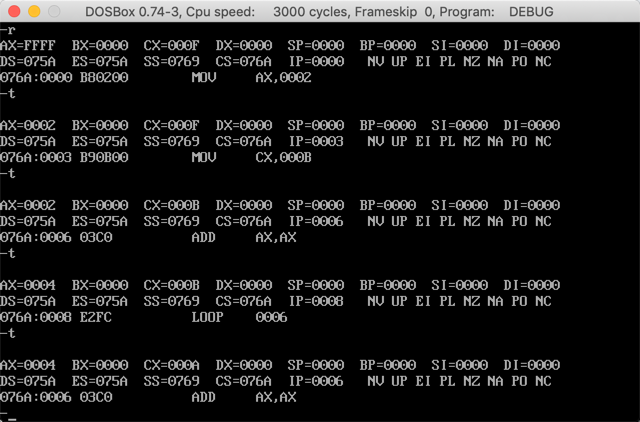 DOSBox 0.74-3, Cpu speed: 3000 cycles, Frameskip 0, Program: DEBUG
-r
AX=FFFF BX=0000 CX=000F DX=0000 SP=0000 BP=0000 SI=0000 DI=0000
DS=075A ES=075A SS=0769 CS=076A IP=0000 NV UP EI PL NZ NA PO NC
076A:0000 B80200 MOV AX,0002
-t
AX=0002 BX=0000 CX=000F DX=0000 SP=0000 BP=0000 SI=0000 DI=0000
DS=075A ES=075A SS=0769 CS=076A IP=0003 NV UP EI PL NZ NA PO NC
076A:0003 B90B00 MOV CX,000B
-t
AX=0002 BX=0000 CX=000B DX=0000 SP=0000 BP=0000 SI=0000 DI=0000
DS=075A ES=075A SS=0769 CS=076A IP=0006 NV UP EI PL NZ NA PO NC
076A:0006 03C0 ADD AX,AX
-t
AX=0004 BX=0000 CX=000B DX=0000 SP=0000 BP=0000 SI=0000 DI=0000
DS=075A ES=075A SS=0769 CS=076A IP=0008 NV UP EI PL NZ NA PO NC
076A:0008 E2FC LOOP 0006
-t
AX=0004 BX=0000 CX=000A DX=0000 SP=0000 BP=0000 SI=0000 DI=0000
DS=075A ES=075A SS=0769 CS=076A IP=0006 NV UP EI PL NZ NA PO NC
076A:0006 03C0 ADD AX,AX
-_